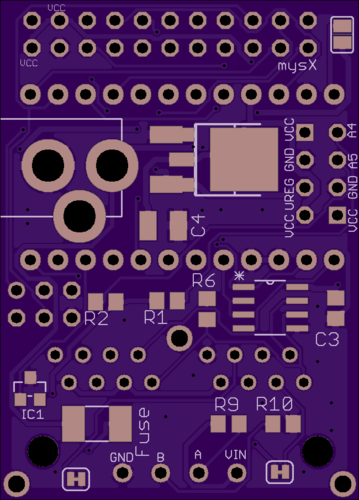 VCC
VCC
mysX
VCC A4
GND A5
VREG GND
VCC VCC
C4
R6
*
R2
R1
C3
IC1
Fuse
R9
R10
GND
B
A
VIN
H
H